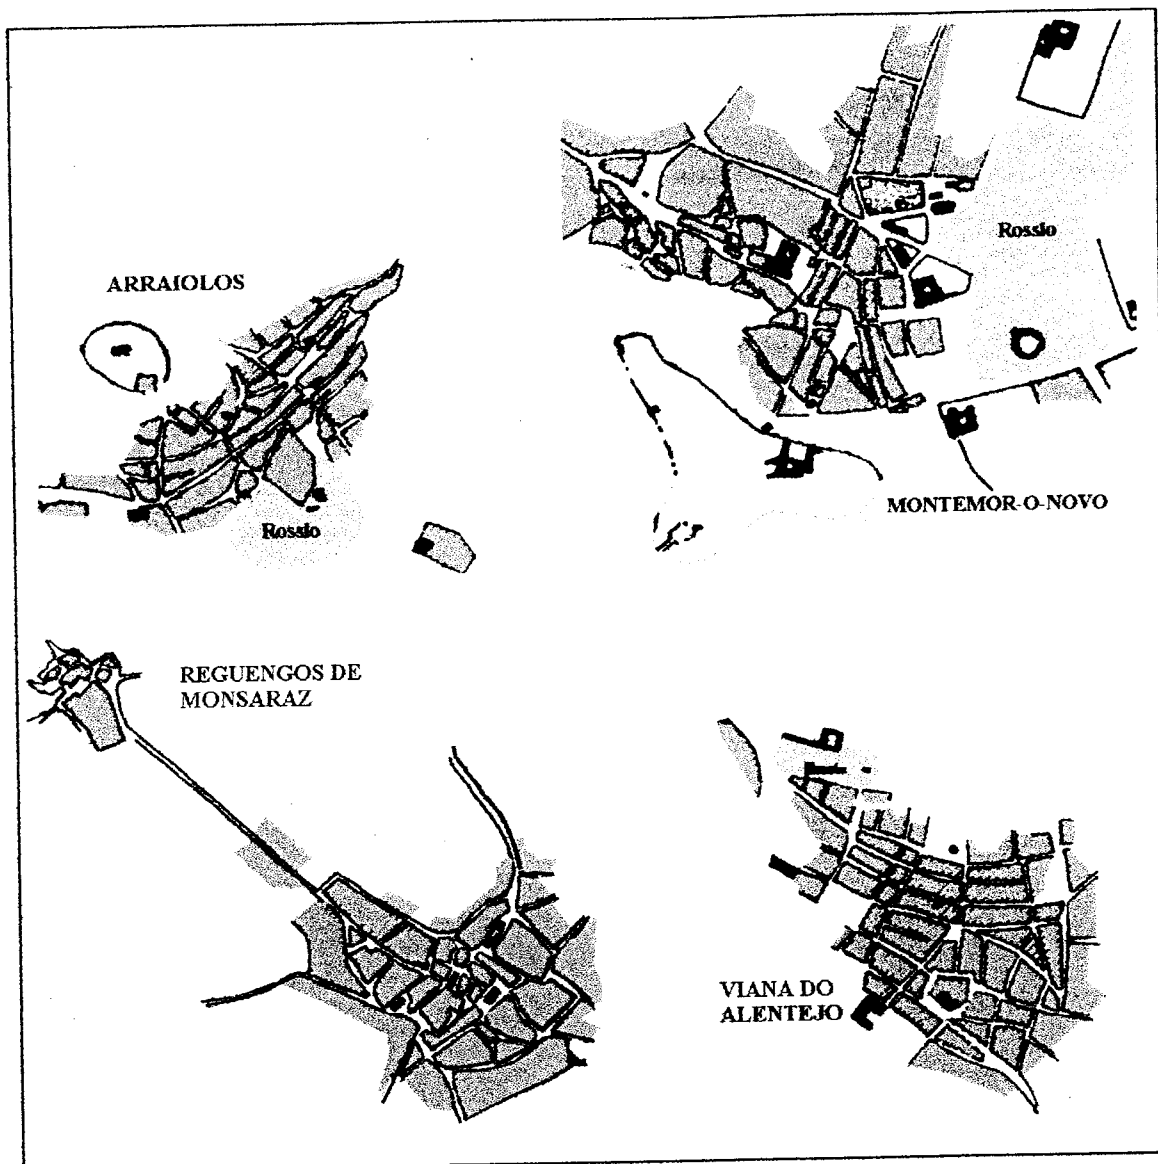 ARRAIOLOS
Rossio
Rossio
MONTEMOR-O-NOVO
REGUENGOS DE
MONSARAZ
VIANA DO
ALENTEJO